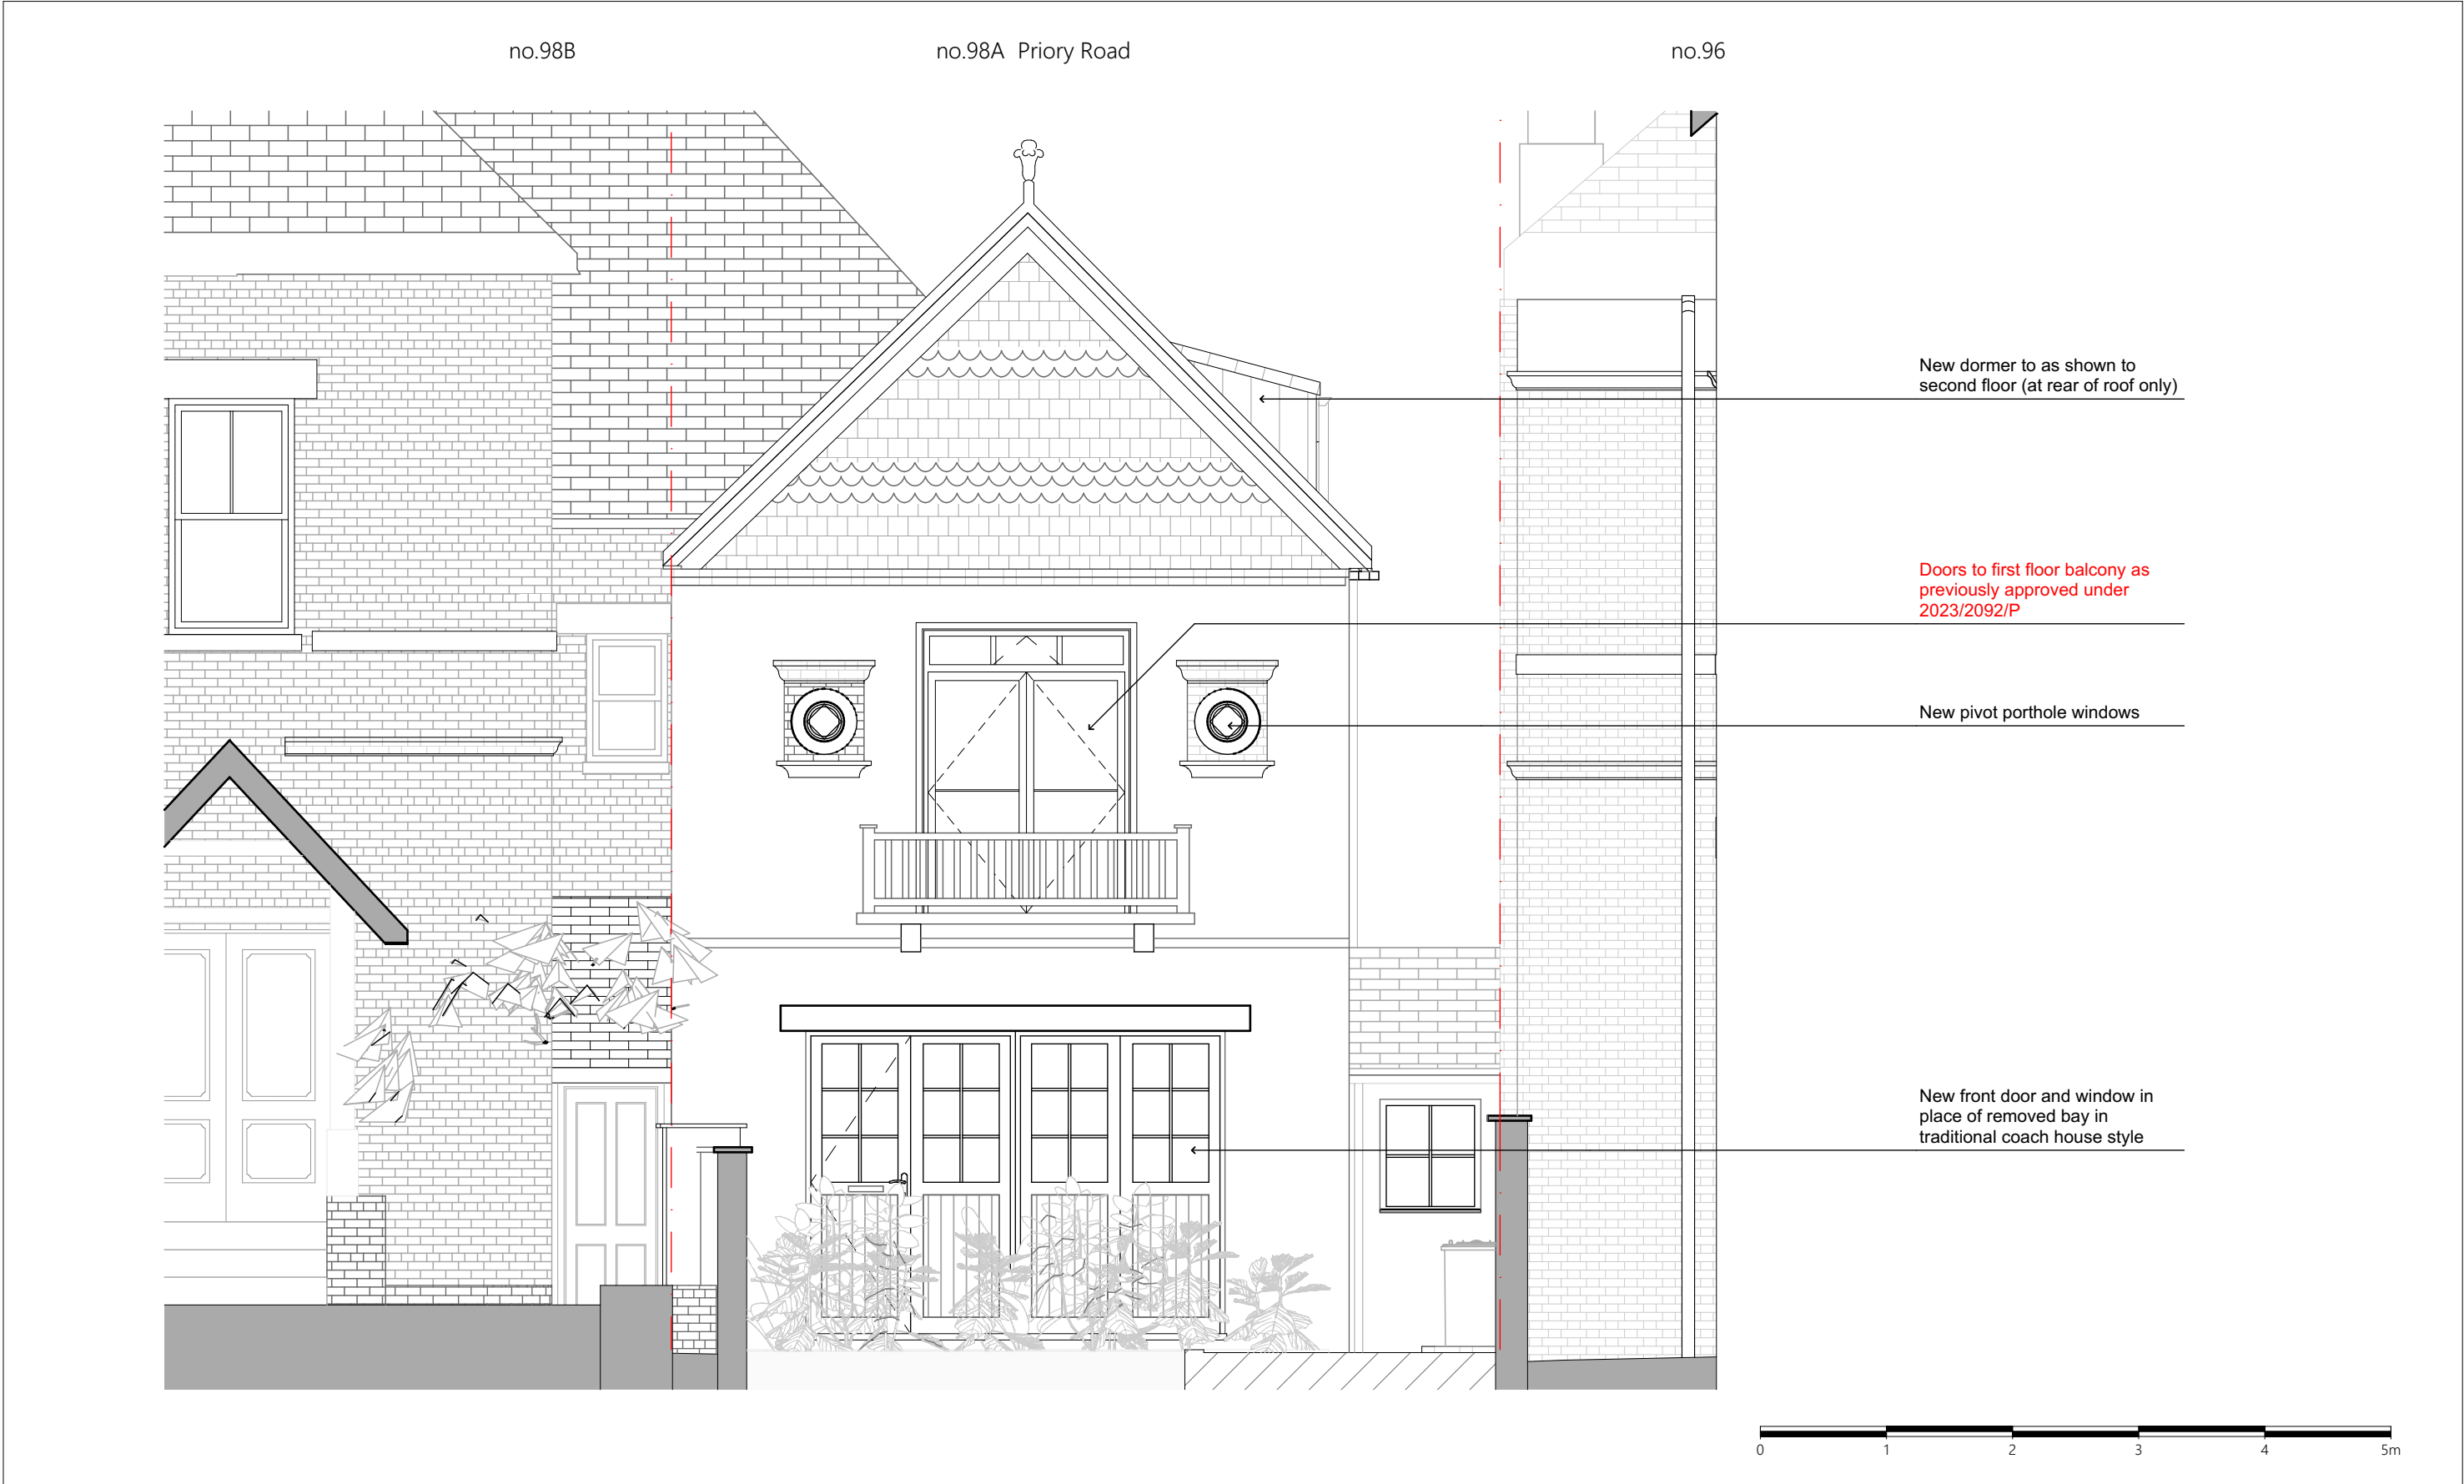 no.98B
no.98A Priory Road
no.96
New dormer to as shown to
second floor (at rear of roof only)
Doors to first floor balcony as
previously approved under
2023/2092/P
New pivot porthole windows
New front door and window in
place of removed bay in
traditional coach house style
0 1 2 3 4 5m